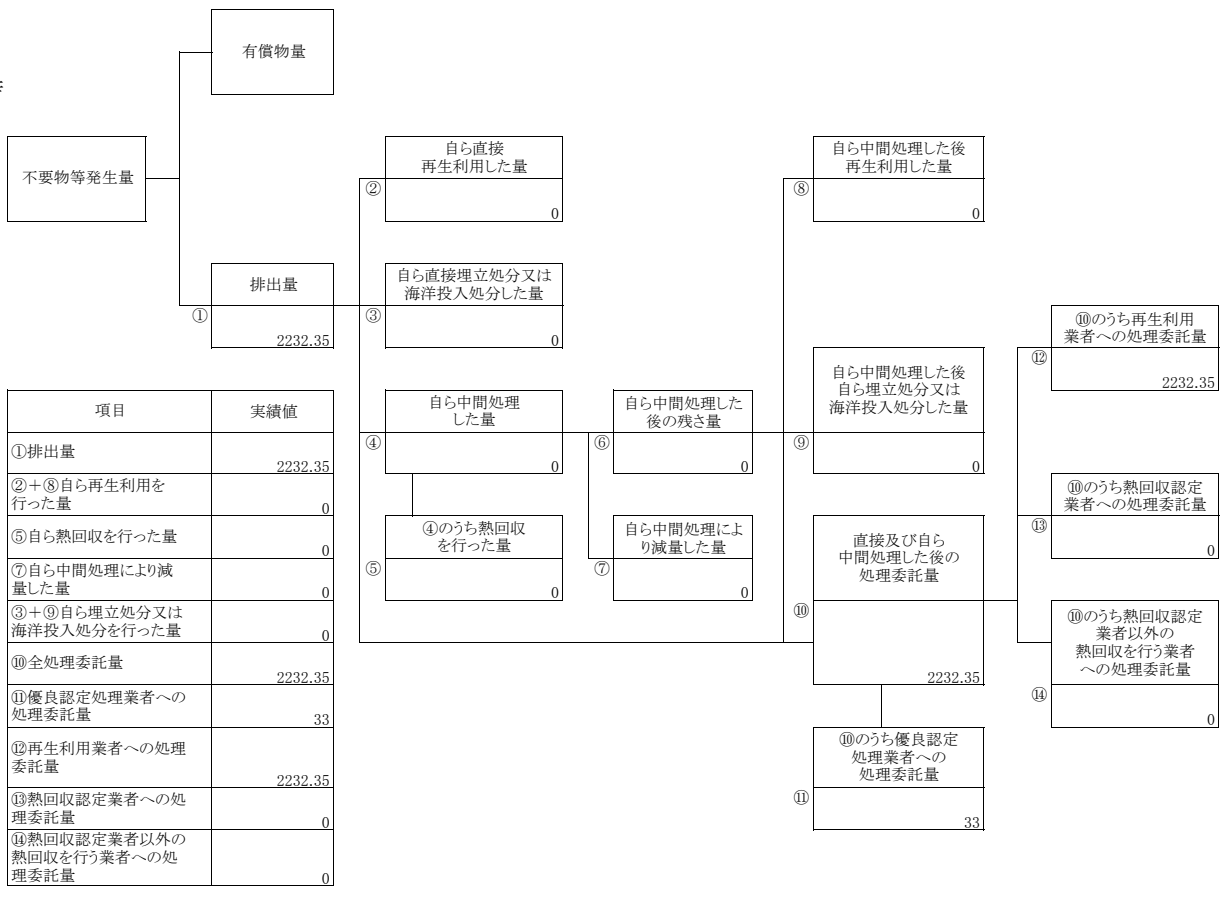 有償物量
不要物等発生量
自ら直接
再生利用した量
②
0
自ら中間処理した後
再生利用した量
⑧
0
排出量
①
2232.35
自ら直接埋立処分又は
海洋投入処分した量
③
0
⑩のうち再生利用
業者への処理委託量
⑫
2232.35
自ら中間処理
した量
④
0
自ら中間処理した
後の残さ量
⑥
0
自ら中間処理した後
自ら埋立処分又は
海洋投入処分した量
⑨
0
⑩のうち熱回収認定
業者への処理委託量
⑬
0
④のうち熱回収
を行った量
⑤
0
自ら中間処理によ
り減量した量
⑦
0
直接及び自ら
中間処理した後の
処理委託量
⑩
2232.35
⑩のうち熱回収認定
業者以外の
熱回収を行う業者
への処理委託量
⑭
0
⑩のうち優良認定
処理業者への
処理委託量
⑪
33
項目 実績値
①排出量
2232.35
②＋⑧自ら再生利用を
行った量
0
⑤自ら熱回収を行った量
0
⑦自ら中間処理により減
量した量
0
③＋⑨自ら埋立処分又は
海洋投入処分を行った量
0
⑩全処理委託量
2232.35
⑪優良認定処理業者への
処理委託量
33
⑫再生利用業者への処理
委託量
2232.35
⑬熱回収認定業者への処
理委託量
0
⑭熱回収認定業者以外の
熱回収を行う業者への処
理委託量
0